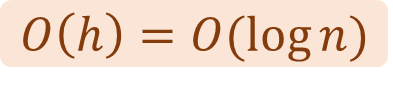 O(h) = O(log n)